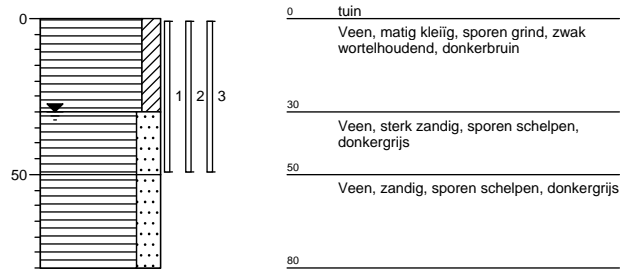 0
50
1
2
3
0 tuin
Veen, matig kleiïg, sporen grind, zwak
wortelhoudend, donkerbruin
30
Veen, sterk zandig, sporen schelpen,
donkergrijs
50
Veen, zandig, sporen schelpen, donkergrijs
80